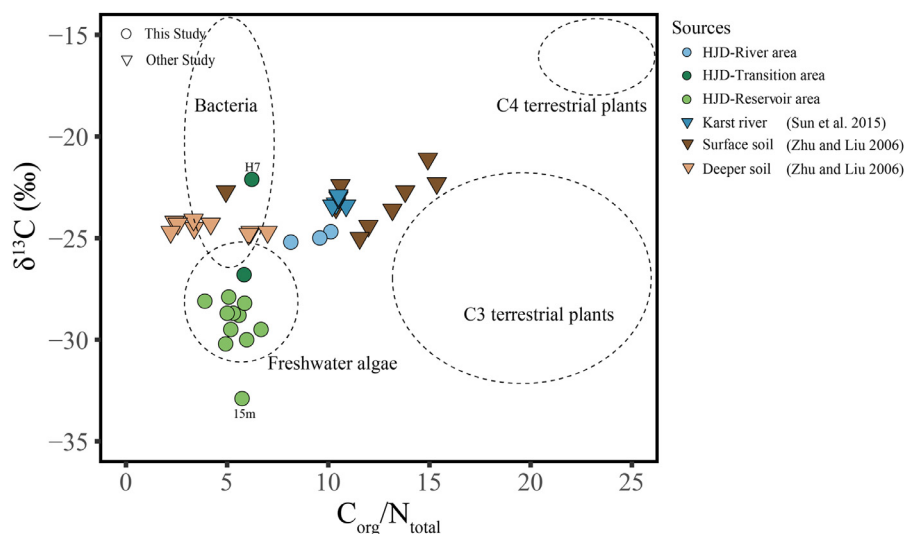 −15
−20
−25
−30
−35
δ¹³C (‰)
This Study
Other Study
Bacteria
H7
C4 terrestrial plants
C3 terrestrial plants
Freshwater algae
15m
0 5 10 15 20 25
Corg/Ntotal
Sources
HJD-River area
HJD-Transition area
HJD-Reservoir area
Karst river (Sun et al. 2015)
Surface soil (Zhu and Liu 2006)
Deeper soil (Zhu and Liu 2006)